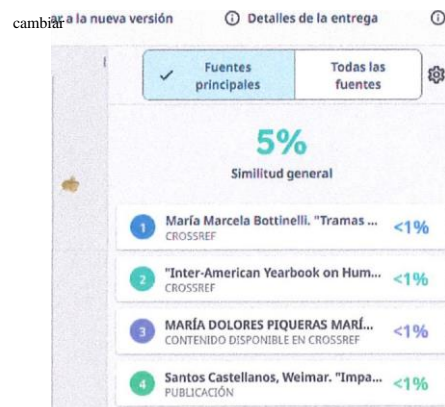 cambiar
ar a la nueva versión
Detalles de la entrega
Fuentes
principales
Todas las
fuentes
5%
Similitud general
1
María Marcela Bottinelli. "Tramas ...
<1%
CROSSREF
2
"Inter-American Yearbook on Hum...
<1%
CROSSREF
3
MARÍA DOLORES PIQUERAS MARÍ...
<1%
CONTENIDO DISPONIBLE EN CROSSREF
4
Santos Castellanos, Weimar. "Impa...
<1%
PUBLICACIÓN